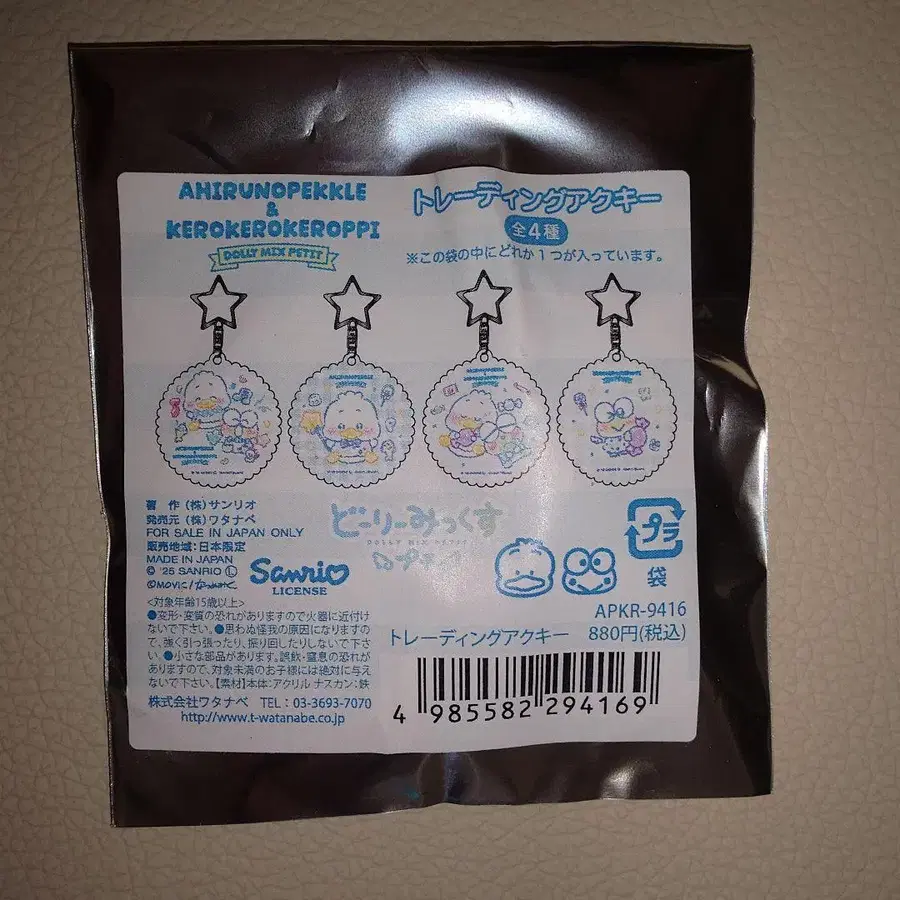 AHIRUNOPEKKLE
&
KEROKEROKEROPPI
DOLLY MIX PETIT
トレーディングアクキー
全4種
※この袋の中にどれか1つが入っています。
著 作 (株)サンリオ
発売元 (株)ワタナベ
FOR SALE IN JAPAN ONLY
販売地域:日本限定
MADE IN JAPAN
© '25 SANRIO Ⓛ
©MOVIC/
Sanrio
LICENSE
どーりーみっくす
DOLLY MIX PETIT
プチ
プラ
袋
<対象年齢15歳以上>
●変形・変質の恐れがありますので火器に近付け
ないで下さい。●思わぬ怪我の原因になりますの
で、強く引っ張ったり、振り回したりしないで下さ
い。●小さな部品があります。誤飲・窒息の恐れが
ありますので、対象未満のお子様には絶対に与え
ないで下さい。【素材】本体:アクリル ナスカン:鉄
株式会社ワタナベ TEL:03-3693-7070
http://www.t-watanabe.co.jp
APKR-9416
トレーディングアクキー 880円(税込)
4 985582 294169